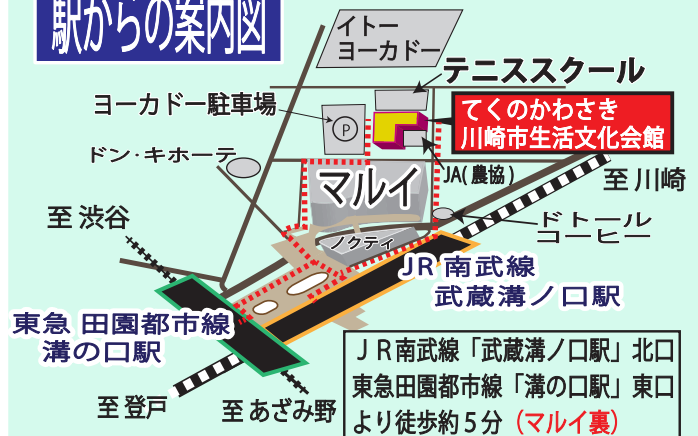 駅からの案内図
イトー
ヨーカドー
テニススクール
ヨーカドー駐車場
P
てくのかわさき
川崎市生活文化会館
ドン・キホーテ
JA(農協)
マルイ
至 川崎
至 渋谷
ドトール
コーヒー
ノクティ
JR 南武線
武蔵溝ノ口駅
東急 田園都市線
溝の口駅
至 登戸
至 あざみ野
ＪＲ南武線「武蔵溝ノ口駅」北口
東急田園都市線「溝の口駅」東口
より徒歩約５分（マルイ裏）